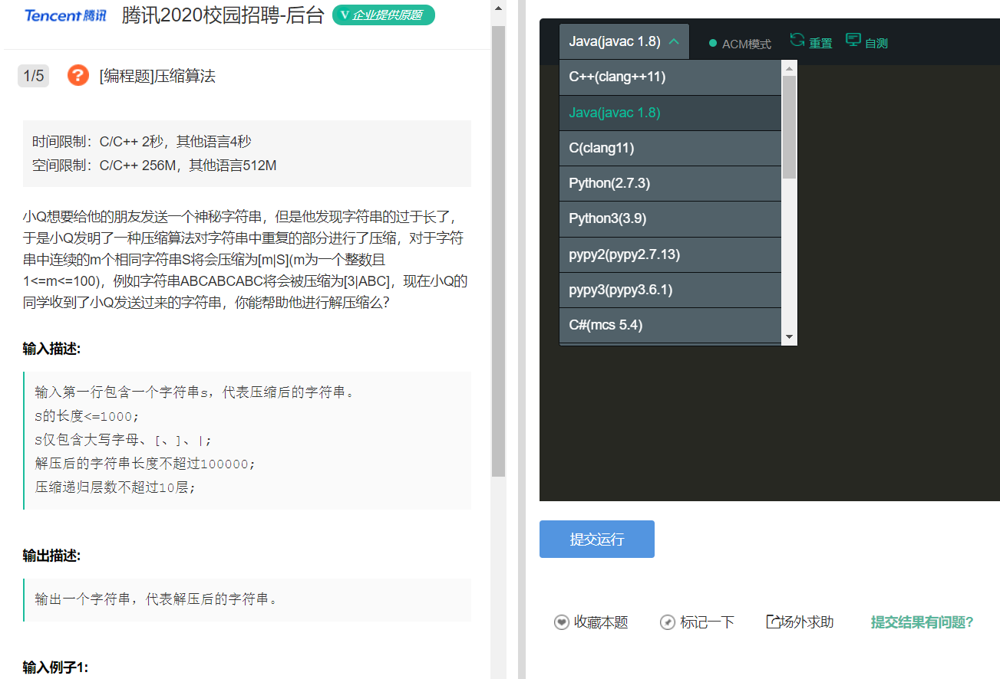 Tencent腾讯 腾讯2020校园招聘-后台 V 企业提供原题
1/5 ? [编程题]压缩算法
时间限制：C/C++ 2秒，其他语言4秒
空间限制：C/C++ 256M，其他语言512M
小Q想要给他的朋友发送一个神秘字符串，但是他发现字符串的过于长了，
于是小Q发明了一种压缩算法对字符串中重复的部分进行了压缩，对于字符
串中连续的m个相同字符串S将会压缩为[m|S](m为一个整数且
1<=m<=100)，例如字符串ABCABCABC将会被压缩为[3|ABC]，现在小Q的
同学收到了小Q发送过来的字符串，你能帮助他进行解压缩么？
输入描述:
输入第一行包含一个字符串s，代表压缩后的字符串。
S的长度<=1000;
S仅包含大写字母、[、]、|;
解压后的字符串长度不超过100000;
压缩递归层数不超过10层;
输出描述:
输出一个字符串，代表解压后的字符串。
输入例子1:
Java(javac 1.8) ACM模式 重置 自测
C++(clang++11)
Java(javac 1.8)
C(clang11)
Python(2.7.3)
Python3(3.9)
pypy2(pypy2.7.13)
pypy3(pypy3.6.1)
C#(mcs 5.4)
提交运行
收藏本题 标记一下 场外求助 提交结果有问题?